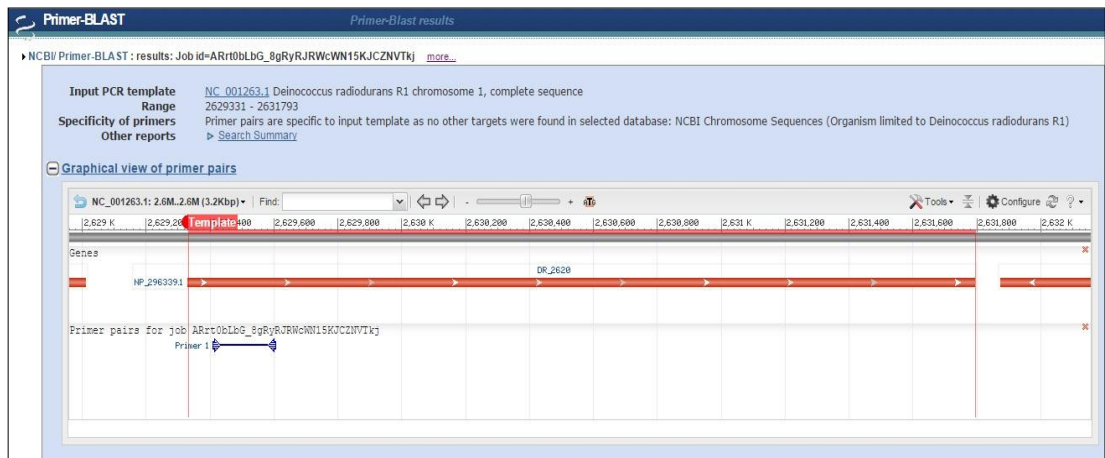 Primer-BLAST Primer-Blast results
NCBI/ Primer-BLAST : results: Job id=ARrt0bLbG_8gRyRJRWcWN15KJCZNVTkj more...
Input PCR template NC_001263.1 Deinococcus radiodurans R1 chromosome 1, complete sequence
Range 2629331 - 2631793
Specificity of primers Primer pairs are specific to input template as no other targets were found in selected database: NCBI Chromosome Sequences (Organism limited to Deinococcus radiodurans R1)
Other reports Search Summary
Graphical view of primer pairs
NC_001263.1: 2.6M..2.6M (3.2Kbp) Find: Tools Configure ?
2,629 K 2,629,20 Template 400 2,629,600 2,629,800 2,630 K 2,630,200 2,630,400 2,630,600 2,630,800 2,631 K 2,631,200 2,631,400 2,631,600 2,631,800 2,632 K
Genes
DR_2620
NP_296339.1
Primer pairs for job ARrt0bLbG_8gRyRJRWcWN15KJCZNVTkj
Primer 1